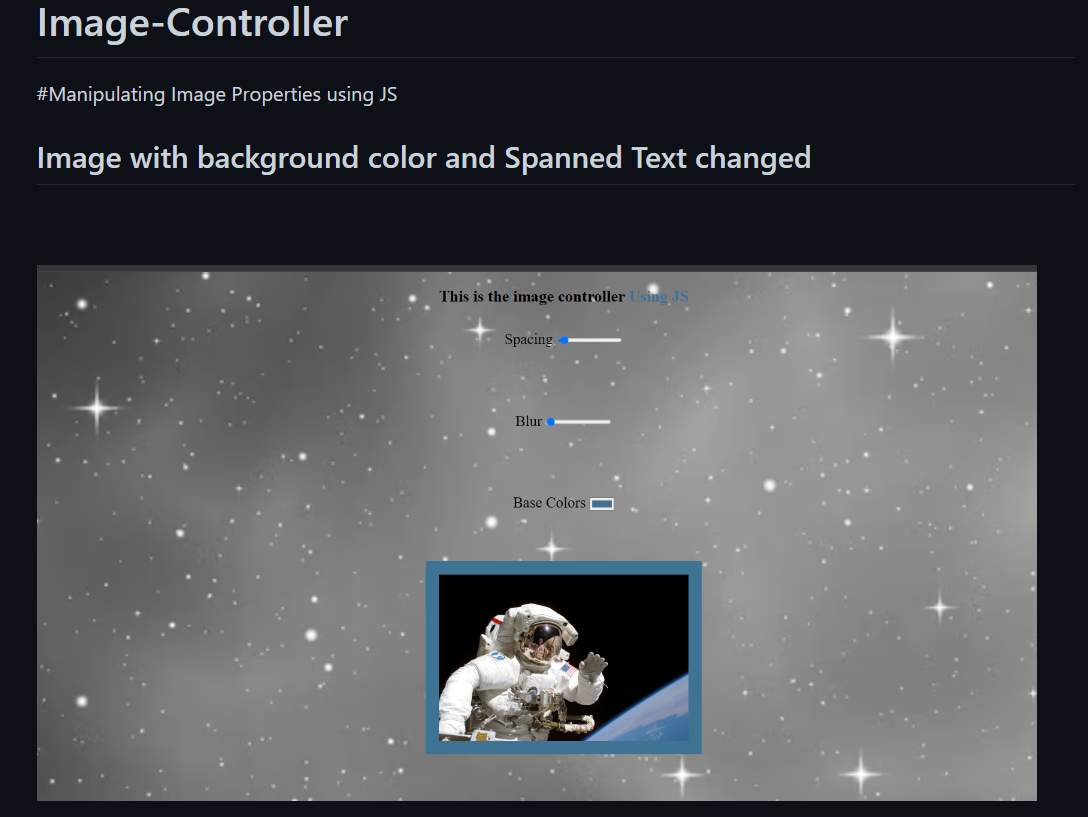 Image-Controller
#Manipulating Image Properties using JS
Image with background color and Spanned Text changed
This is the image controller Using JS
Spacing
Blur
Base Colors